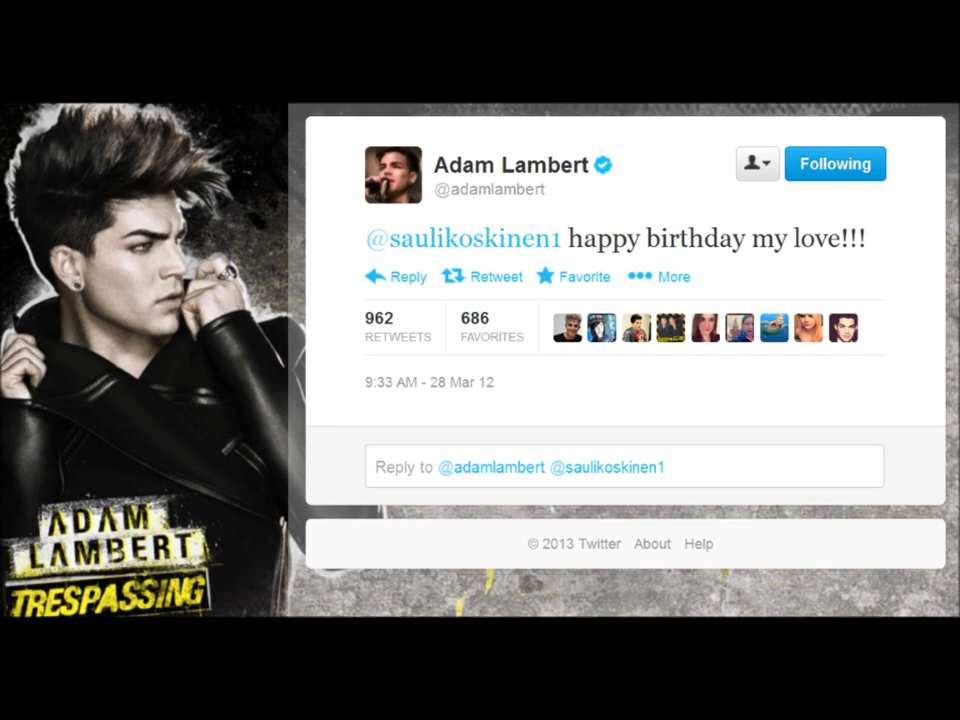 Adam Lambert
@adamlambert
Following
@saulikoskinen1 happy birthday my love!!!
Reply Retweet Favorite More
962 686
RETWEETS FAVORITES
9:33 AM - 28 Mar 12
Reply to @adamlambert @saulikoskinen1
© 2013 Twitter About Help
ADAM
LAMBERT
TRESPASSING